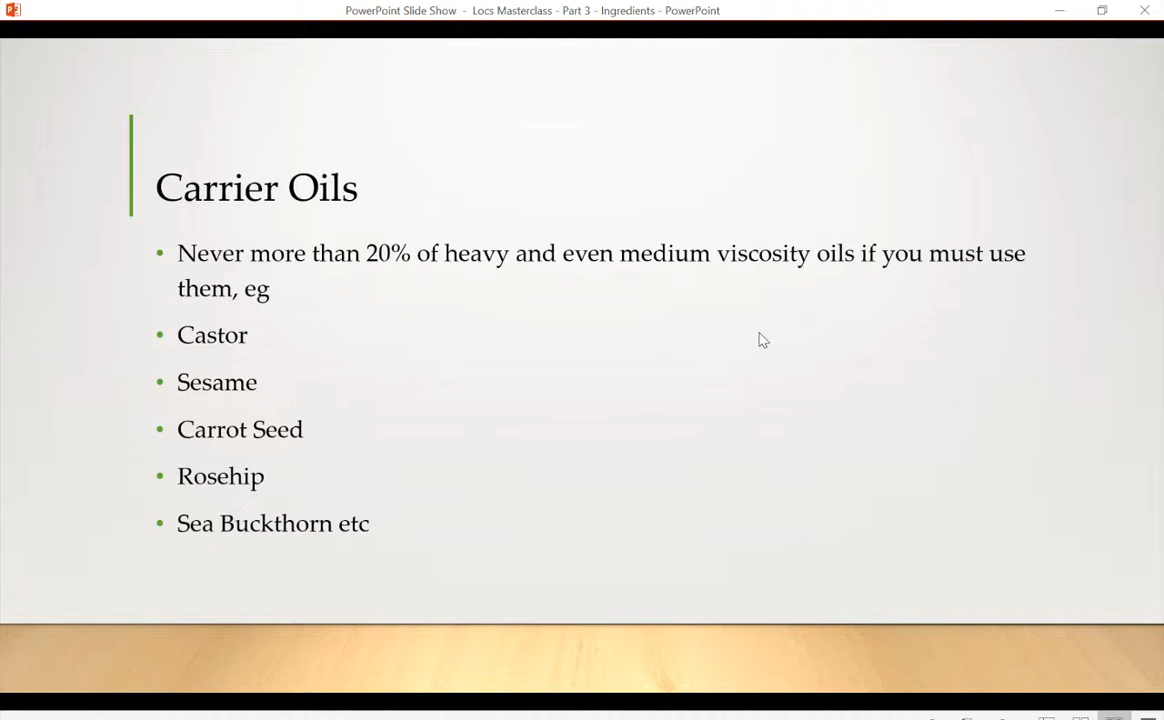 PowerPoint Slide Show - Locs Masterclass - Part 3 - Ingredients - PowerPoint
Carrier Oils
• Never more than 20% of heavy and even medium viscosity oils if you must use
them, eg
• Castor
• Sesame
• Carrot Seed
• Rosehip
• Sea Buckthorn etc